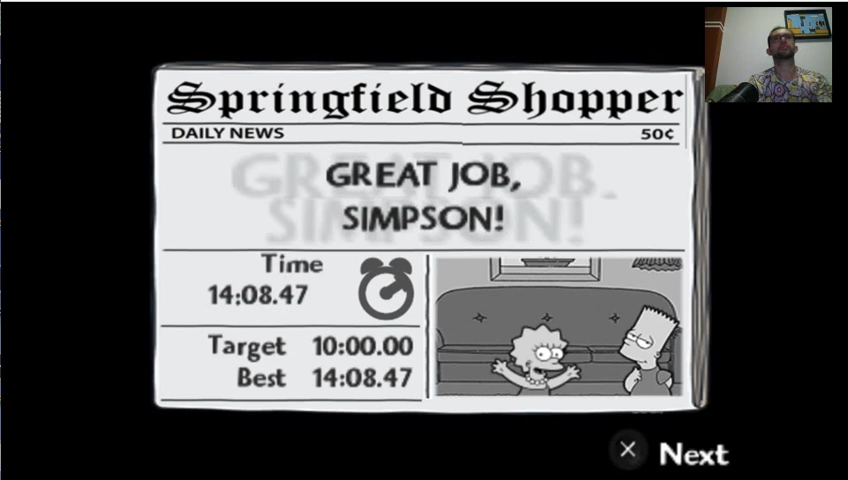 Springfield Shopper
DAILY NEWS 50¢
GREAT JOB,
SIMPSON!
Time
14:08.47
Target 10:00.00
Best 14:08.47
Next